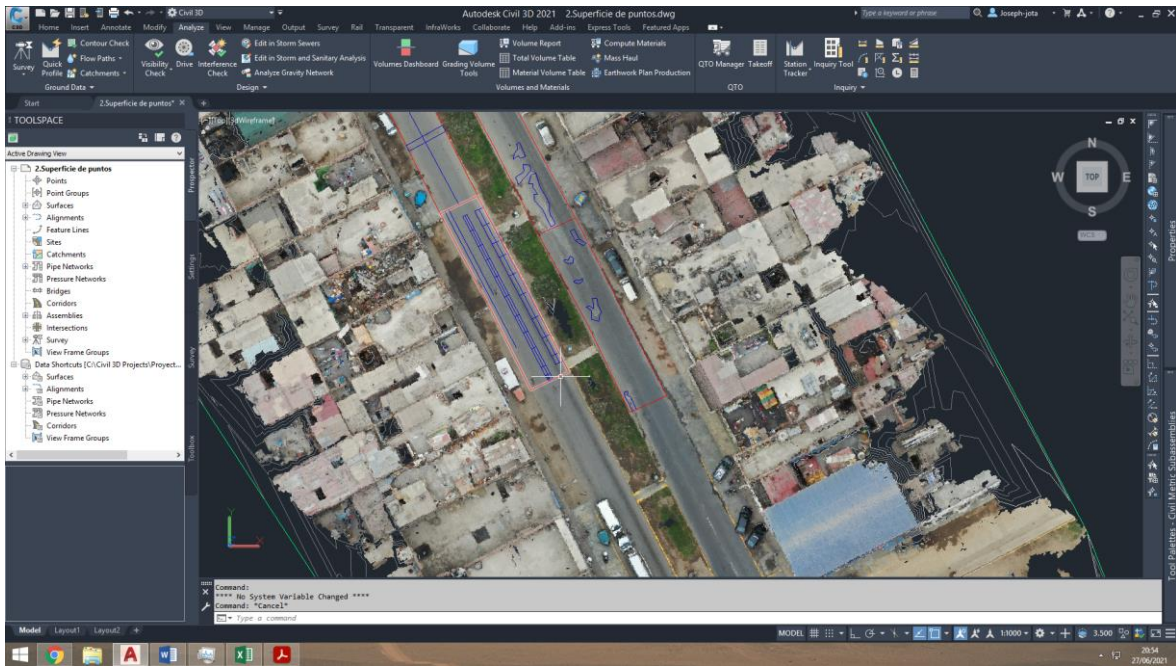 Civil 3D
Autodesk Civil 3D 2021 2.Superficie de puntos.dwg
Type a keyword or phrase
Joseph-jota
Home Insert Annotate Modify Analyze View Manage Output Survey Rail Transparent InfraWorks Collaborate Help Add-ins Express Tools Featured Apps
Survey
Quick Profile
Contour Check
Flow Paths
Catchments
Ground Data
Visibility Check
Drive
Interference Check
Edit in Storm Sewers
Edit in Storm and Sanitary Analysis
Analyze Gravity Network
Design
Volumes Dashboard
Grading Volume Tools
Volume Report
Total Volume Table
Material Volume Table
Compute Materials
Mass Haul
Earthwork Plan Production
Volumes and Materials
QTO Manager
Takeoff
QTO
Station Tracker
Inquiry Tool
Inquiry
Start
2.Superficie de puntos*
TOOLSPACE
Active Drawing View
2.Superficie de puntos
Points
Point Groups
Surfaces
Alignments
Feature Lines
Sites
Catchments
Pipe Networks
Pressure Networks
Bridges
Corridors
Assemblies
Intersections
Survey
View Frame Groups
Data Shortcuts [C:\Civil 3D Projects\Proyect...
Surfaces
Alignments
Pipe Networks
Pressure Networks
Corridors
View Frame Groups
Prospector
Settings
Survey
Toolbox
N
W TOP E
S
WCS
Properties
Tool Palettes - Civil Metric Subassemblies
Command:
**** No System Variable Changed ****
Command: *Cancel*
Type a command
Model Layout1 Layout2 +
MODEL
1:1000
3.500
20:54
27/06/2021